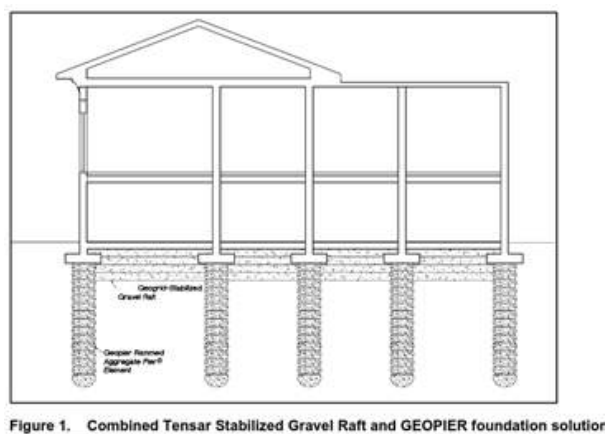 Geogrid-Stabilized
Gravel Raft
Geopier Rammed
Aggregate Pier®
Element
Figure 1. Combined Tensar Stabilized Gravel Raft and GEOPIER foundation solution